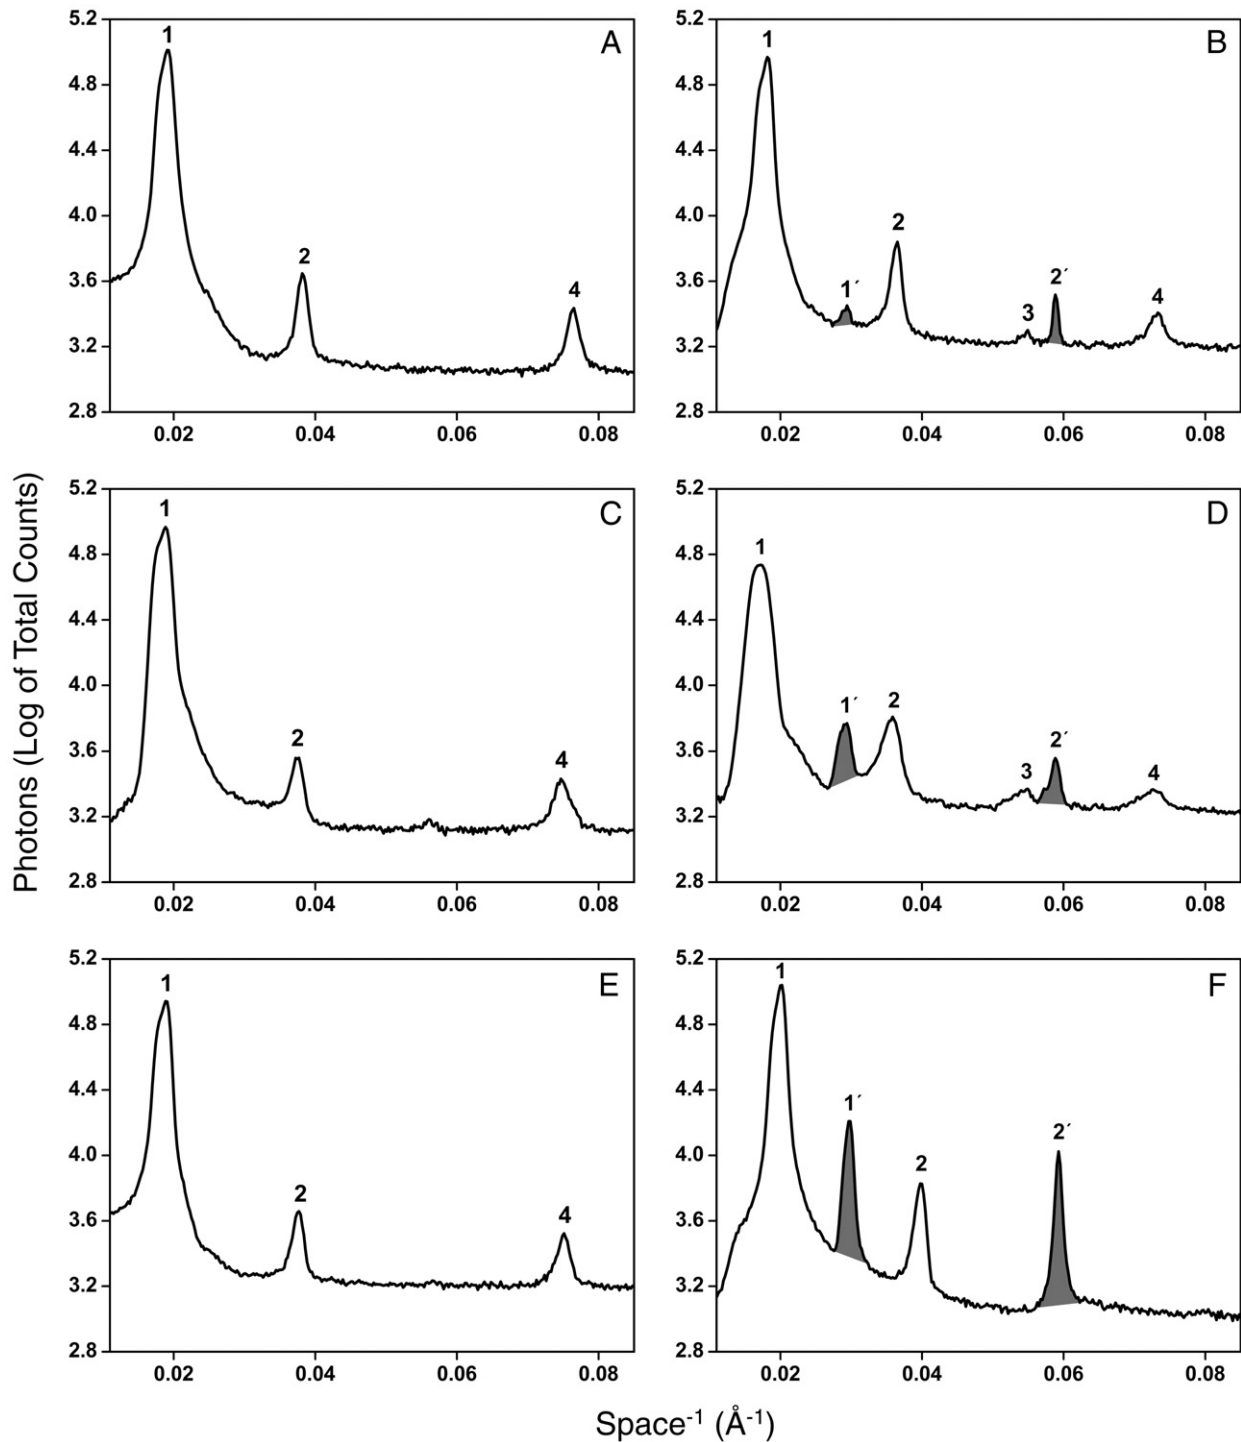 5.2 1 A
4.8
4.4
4.0
3.6 2 4
3.2
2.8
0.02 0.04 0.06 0.08
5.2 1 B
4.8
4.4
4.0
3.6 1´ 2 3 2´ 4
3.2
2.8
0.02 0.04 0.06 0.08
Photons (Log of Total Counts)
5.2 1 C
4.8
4.4
4.0
3.6 2 4
3.2
2.8
0.02 0.04 0.06 0.08
5.2 D
4.8 1
4.4
4.0
3.6 1´ 2 3 2´ 4
3.2
2.8
0.02 0.04 0.06 0.08
5.2 1 E
4.8
4.4
4.0
3.6 2 4
3.2
2.8
0.02 0.04 0.06 0.08
5.2 1 F
4.8
4.4 1´
4.0 2 2´
3.6
3.2
2.8
0.02 0.04 0.06 0.08
Space⁻¹ (Å⁻¹)